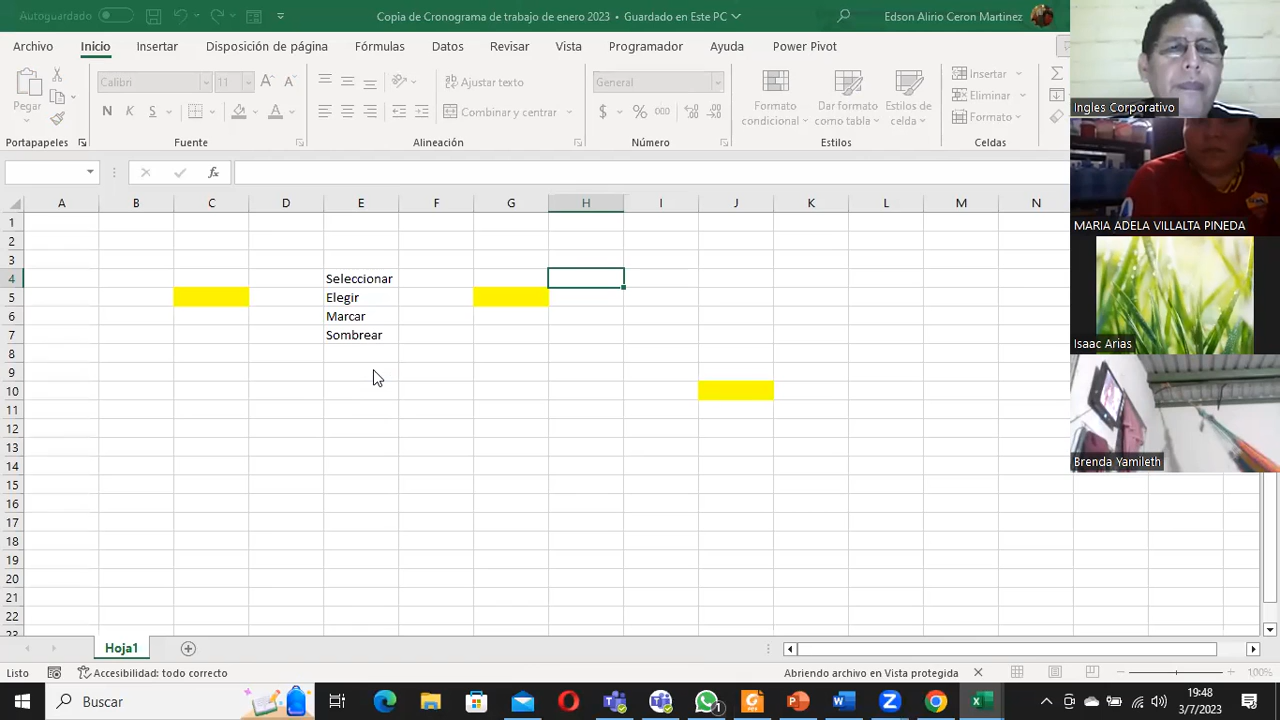 Autoguardado
Copia de Cronograma de trabajo de enero 2023 • Guardado en Este PC
Edson Alirio Ceron Martinez
Archivo Inicio Insertar Disposición de página Fórmulas Datos Revisar Vista Programador Ayuda Power Pivot
Pegar
Calibri 11
N K S
Ajustar texto
Combinar y centrar
General
$ % 000
Formato condicional
Dar formato como tabla
Estilos de celda
Insertar
Eliminar
Formato
Portapapeles Fuente Alineación Número Estilos Celdas
fx
A B C D E F G H I J K L M N
1
2
3
4 Seleccionar
5 Elegir
6 Marcar
7 Sombrear
8
9
10
11
12
13
14
15
16
17
18
19
20
21
22
23
Ingles Corporativo
MARIA ADELA VILLALTA PINEDA
Isaac Arias
Brenda Yamileth
Hoja1
Listo
Accesibilidad: todo correcto
Abriendo archivo en Vista protegida
100%
Buscar
1
19:48
3/7/2023